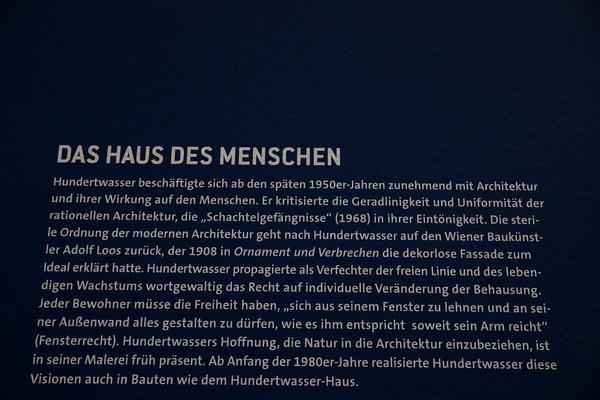 DAS HAUS DES MENSCHEN
Hundertwasser beschäftigte sich ab den späten 1950er-Jahren zunehmend mit Architektur
und ihrer Wirkung auf den Menschen. Er kritisierte die Geradlinigkeit und Uniformität der
rationellen Architektur, die „Schachtelgefängnisse“ (1968) in ihrer Eintönigkeit. Die steri-
le Ordnung der modernen Architektur geht nach Hundertwasser auf den Wiener Baukünst-
ler Adolf Loos zurück, der 1908 in Ornament und Verbrechen die dekorlose Fassade zum
Ideal erklärt hatte. Hundertwasser propagierte als Verfechter der freien Linie und des leben-
digen Wachstums wortgewaltig das Recht auf individuelle Veränderung der Behausung.
Jeder Bewohner müsse die Freiheit haben, „sich aus seinem Fenster zu lehnen und an sei-
ner Außenwand alles gestalten zu dürfen, wie es ihm entspricht soweit sein Arm reicht“
(Fensterrecht). Hundertwassers Hoffnung, die Natur in die Architektur einzubeziehen, ist
in seiner Malerei früh präsent. Ab Anfang der 1980er-Jahre realisierte Hundertwasser diese
Visionen auch in Bauten wie dem Hundertwasser-Haus.